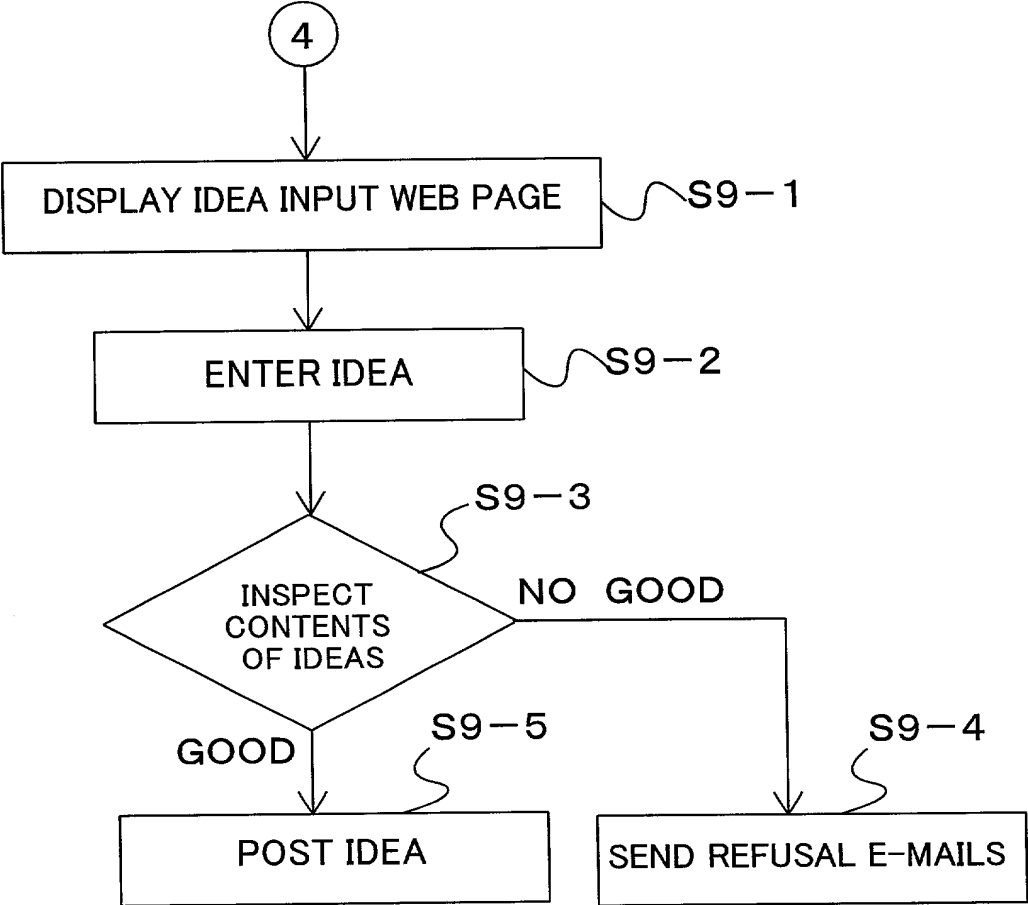 4
DISPLAY IDEA INPUT WEB PAGE
S9-1
ENTER IDEA
S9-2
S9-3
INSPECT
CONTENTS
OF IDEAS
NO GOOD
GOOD
S9-5
S9-4
POST IDEA
SEND REFUSAL E-MAILS